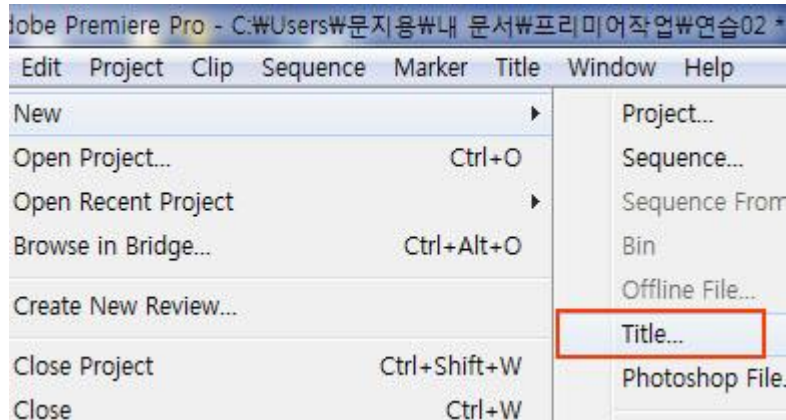 dobe Premiere Pro - C:₩Users₩문지용₩내 문서₩프리미어작업₩연습02 *
Edit Project Clip Sequence Marker Title Window Help
New
Project...
Open Project... Ctrl+O
Sequence...
Open Recent Project
Sequence From
Browse in Bridge... Ctrl+Alt+O
Bin
Offline File...
Create New Review...
Title...
Close Project Ctrl+Shift+W
Photoshop File.
Close Ctrl+W